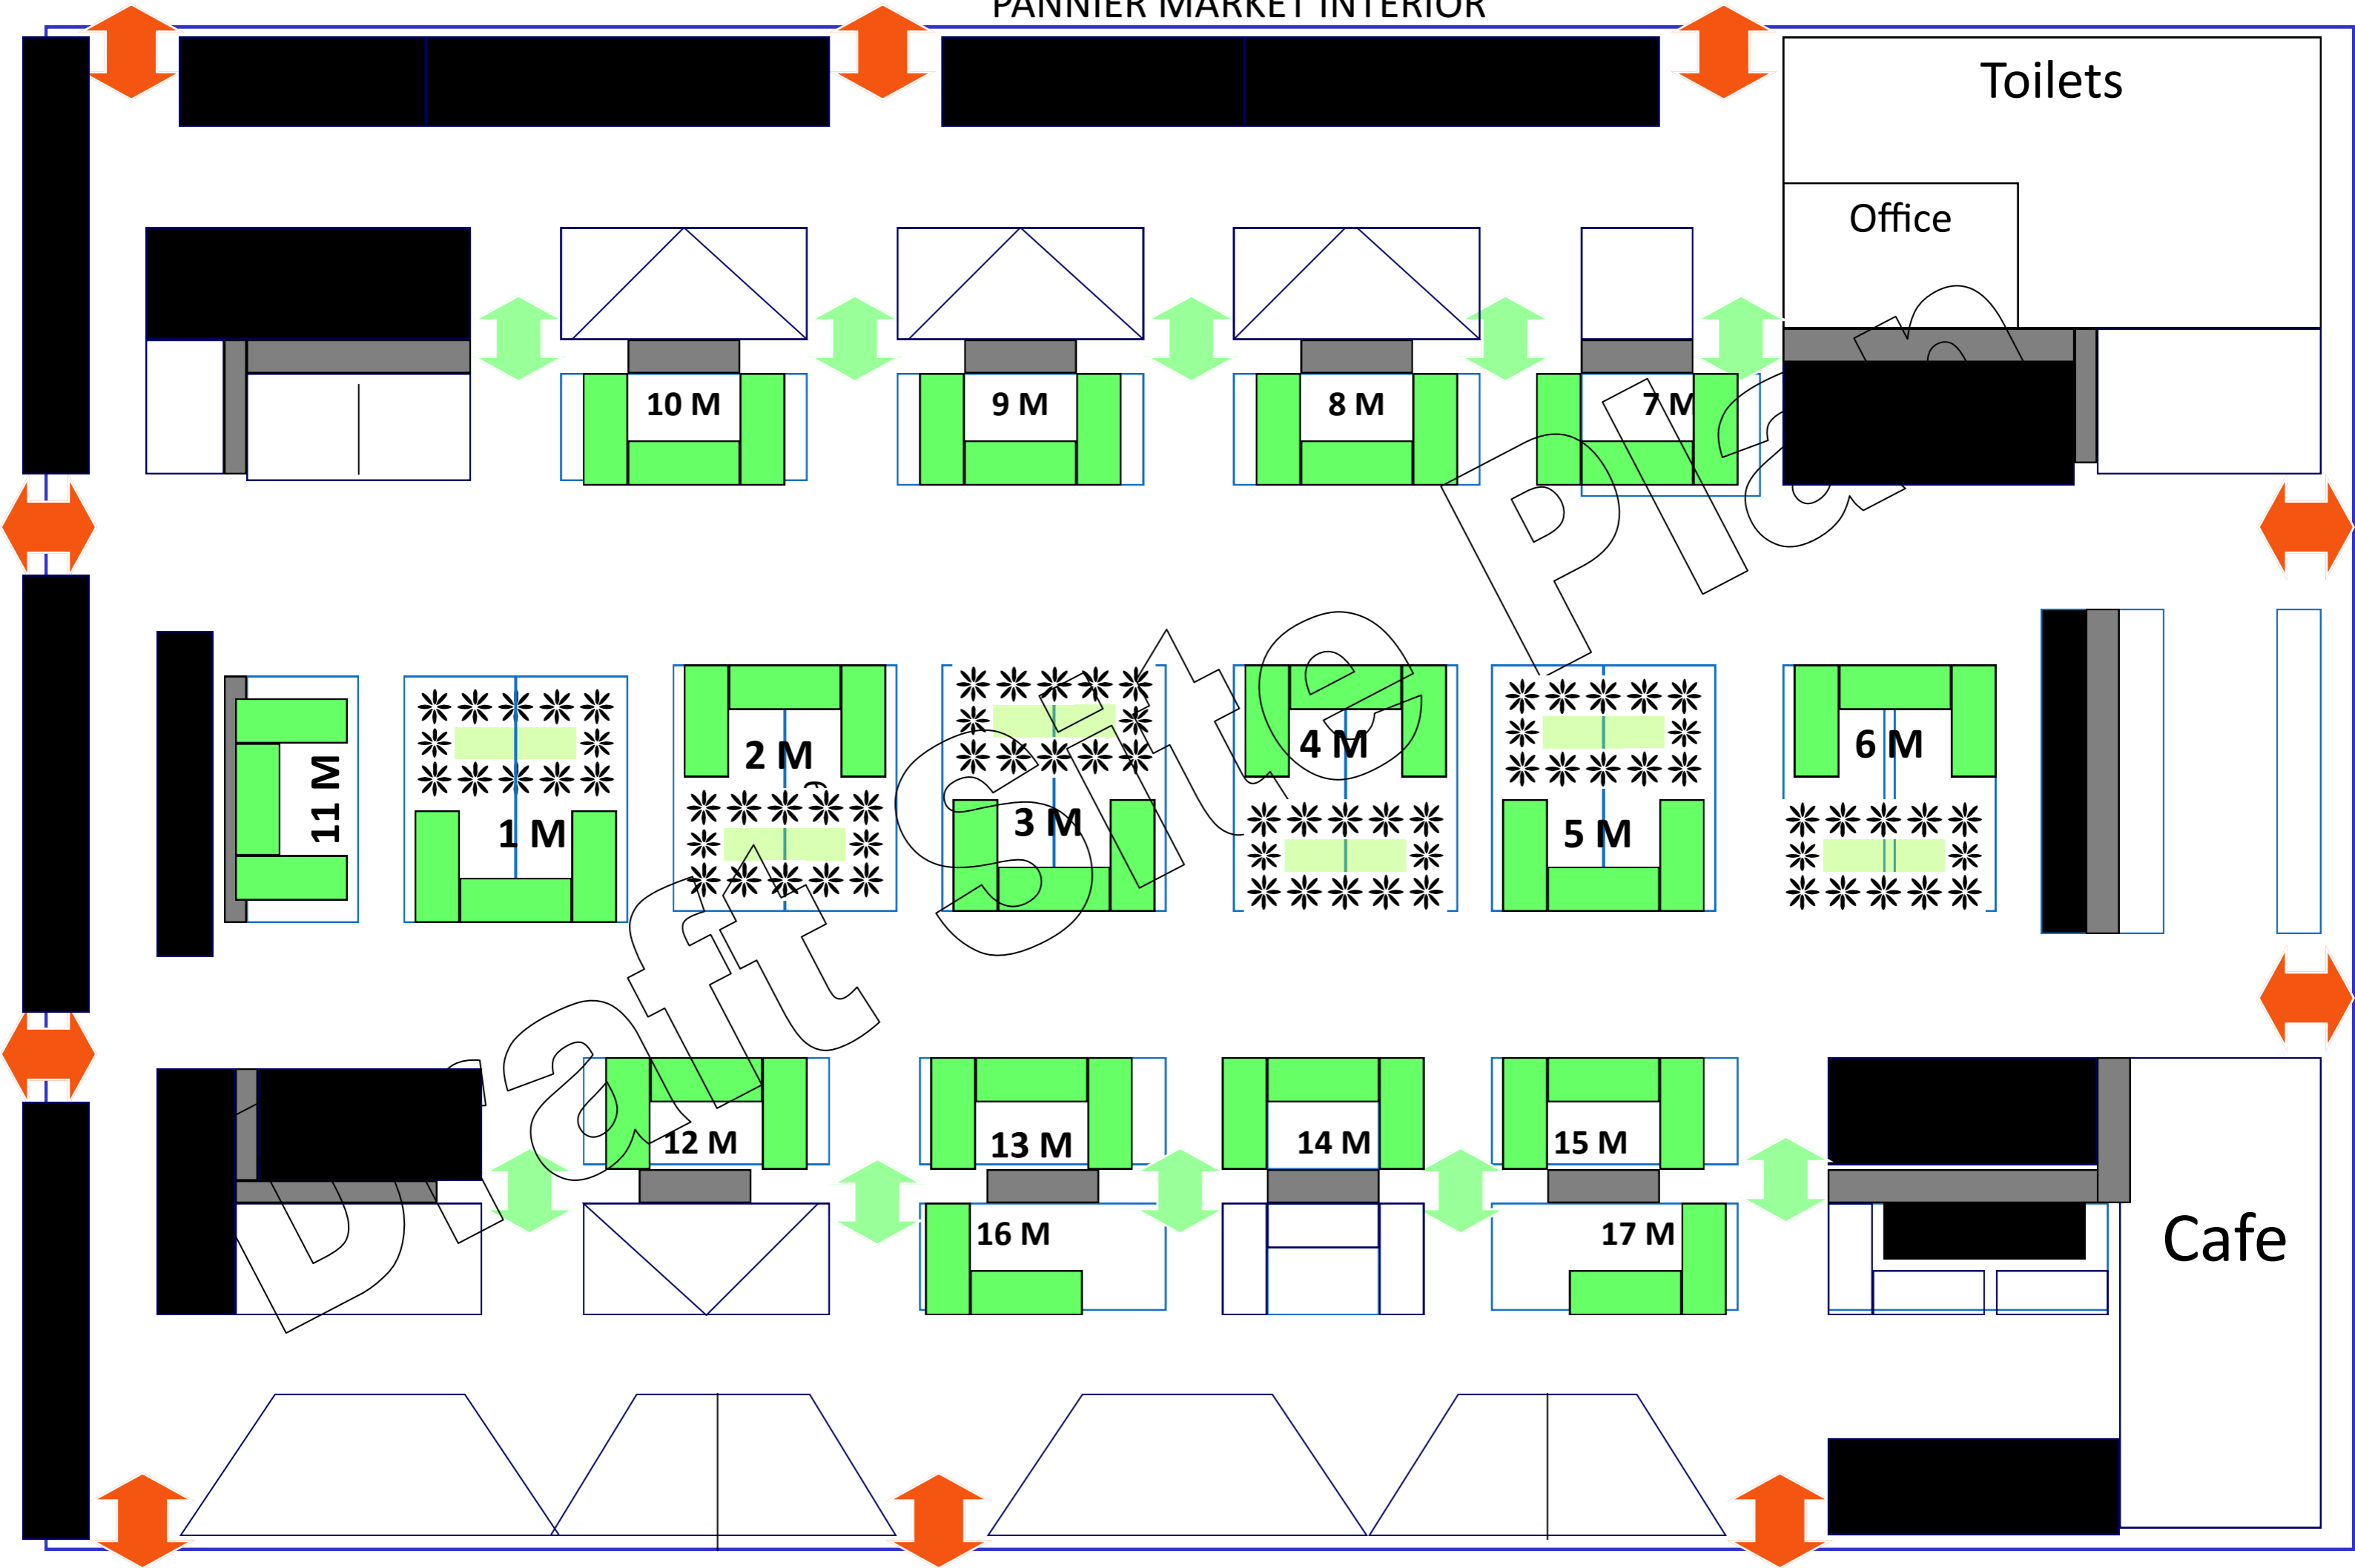 PANNIER MARKET INTERIOR
Toilets
Office
10 M
9 M
8 M
7 M
11 M
1 M
2 M
3 M
4 M
5 M
6 M
Draft Site Plan
12 M
13 M
14 M
15 M
16 M
17 M
Cafe